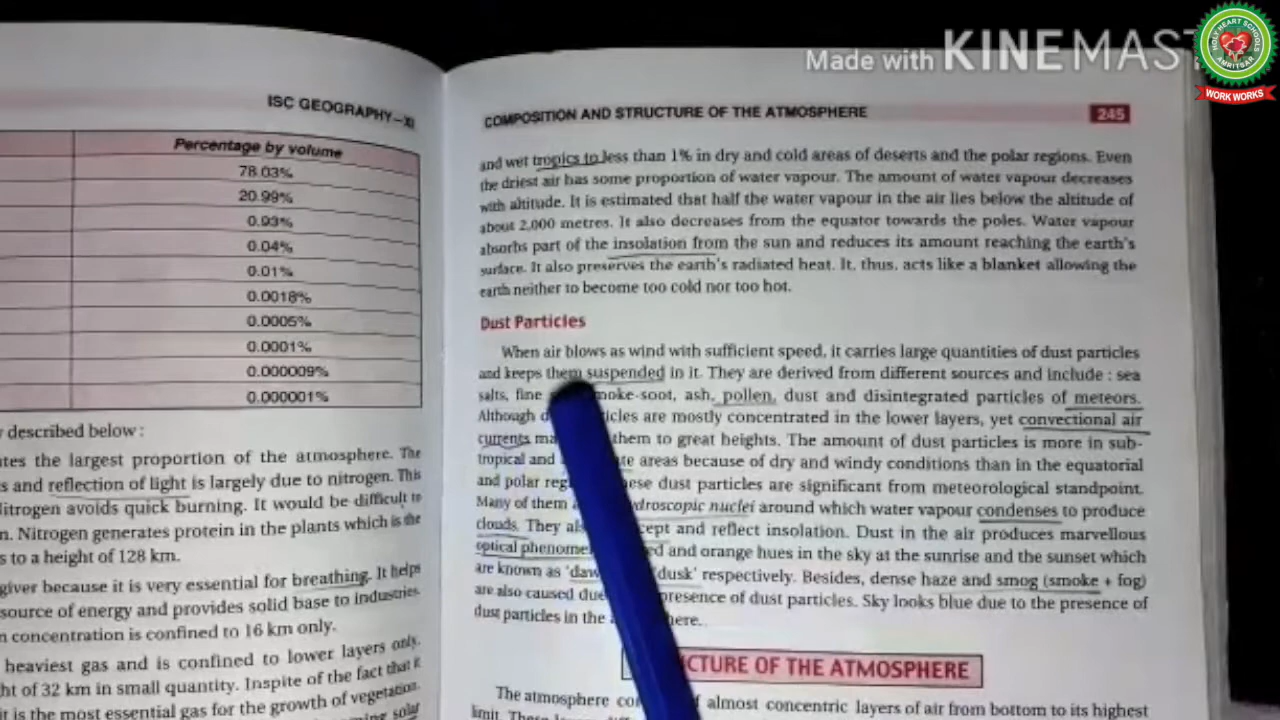 Made with KINEMAST
HOLY HEART SCHOOLS
AMRITSAR
WORK WORKS
ISC GEOGRAPHY–XI
Percentage by volume
78.03%
20.99%
0.93%
0.04%
0.01%
0.0018%
0.0005%
0.0001%
0.000009%
0.000001%
described below :
tes the largest proportion of the atmosphere. The
s and reflection of light is largely due to nitrogen. This
itrogen avoids quick burning. It would be difficult to
n. Nitrogen generates protein in the plants which is the
s to a height of 128 km.
giver because it is very essential for breathing. It helps
source of energy and provides solid base to industries.
n concentration is confined to 16 km only.
heaviest gas and is confined to lower layers only.
ht of 32 km in small quantity. Inspite of the fact that it
it is the most essential gas for the growth of vegetation.
solar
COMPOSITION AND STRUCTURE OF THE ATMOSPHERE 245
and wet tropics to less than 1% in dry and cold areas of deserts and the polar regions. Even
the driest air has some proportion of water vapour. The amount of water vapour decreases
with altitude. It is estimated that half the water vapour in the air lies below the altitude of
about 2,000 metres. It also decreases from the equator towards the poles. Water vapour
absorbs part of the insolation from the sun and reduces its amount reaching the earth's
surface. It also preserves the earth's radiated heat. It, thus, acts like a blanket allowing the
earth neither to become too cold nor too hot.
Dust Particles
When air blows as wind with sufficient speed, it carries large quantities of dust particles
and keeps them suspended in it. They are derived from different sources and include : sea
salts, fine moke-soot, ash, pollen, dust and disintegrated particles of meteors.
Although d icles are mostly concentrated in the lower layers, yet convectional air
currents ma them to great heights. The amount of dust particles is more in sub-
tropical and te areas because of dry and windy conditions than in the equatorial
and polar reg ese dust particles are significant from meteorological standpoint.
Many of them droscopic nuclei around which water vapour condenses to produce
clouds. They al cept and reflect insolation. Dust in the air produces marvellous
optical phenome ed and orange hues in the sky at the sunrise and the sunset which
are known as 'daw 'dusk' respectively. Besides, dense haze and smog (smoke + fog)
are also caused due presence of dust particles. Sky looks blue due to the presence of
dust particles in the a here.
CTURE OF THE ATMOSPHERE
The atmosphere co f almost concentric layers of air from bottom to its highest
limit.